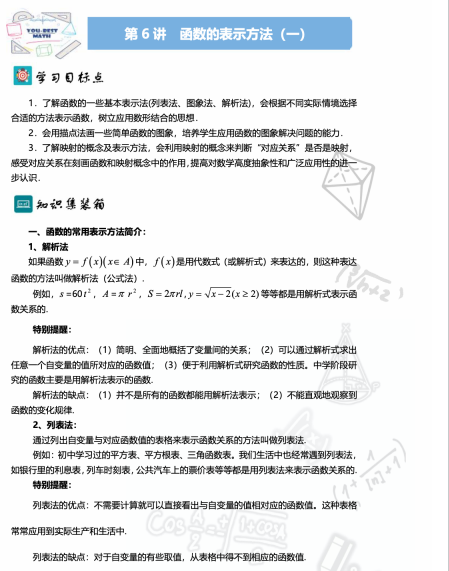 YOU-BEST
MATH
第 6 讲　函数的表示方法（一）
学习目标点
1．了解函数的一些基本表示法(列表法、图象法、解析法)，会根据不同实际情境选择
合适的方法表示函数，树立应用数形结合的思想．
2．会用描点法画一些简单函数的图象，培养学生应用函数的图象解决问题的能力．
3．了解映射的概念及表示方法，会利用映射的概念来判断“对应关系”是否是映射，
感受对应关系在刻画函数和映射概念中的作用，提高对数学高度抽象性和广泛应用性的进一
步认识．
知识集装箱
一、函数的常用表示方法简介：
1、解析法
如果函数 y = f(x)(x∈A) 中，f(x) 是用代数式（或解析式）来表达的，则这种表达
函数的方法叫做解析法（公式法）.
例如，s =60t²，A = π r²，S = 2πrl, y = √x−2(x ≥ 2) 等等都是用解析式表示函
数关系的.
特别提醒：
解析法的优点：（1）简明、全面地概括了变量间的关系；（2）可以通过解析式求出
任意一个自变量的值所对应的函数值；（3）便于利用解析式研究函数的性质。中学阶段研
究的函数主要是用解析法表示的函数.
解析法的缺点：（1）并不是所有的函数都能用解析法表示；（2）不能直观地观察到
函数的变化规律.
2、列表法：
通过列出自变量与对应函数值的表格来表示函数关系的方法叫做列表法.
例如：初中学习过的平方表、平方根表、三角函数表。我们生活中也经常遇到列表法,
如银行里的利息表, 列车时刻表, 公共汽车上的票价表等等都是用列表法来表示函数关系的.
特别提醒：
列表法的优点：不需要计算就可以直接看出与自变量的值相对应的函数值。这种表格
常常应用到实际生产和生活中.
列表法的缺点：对于自变量的有些取值，从表格中得不到相应的函数值.